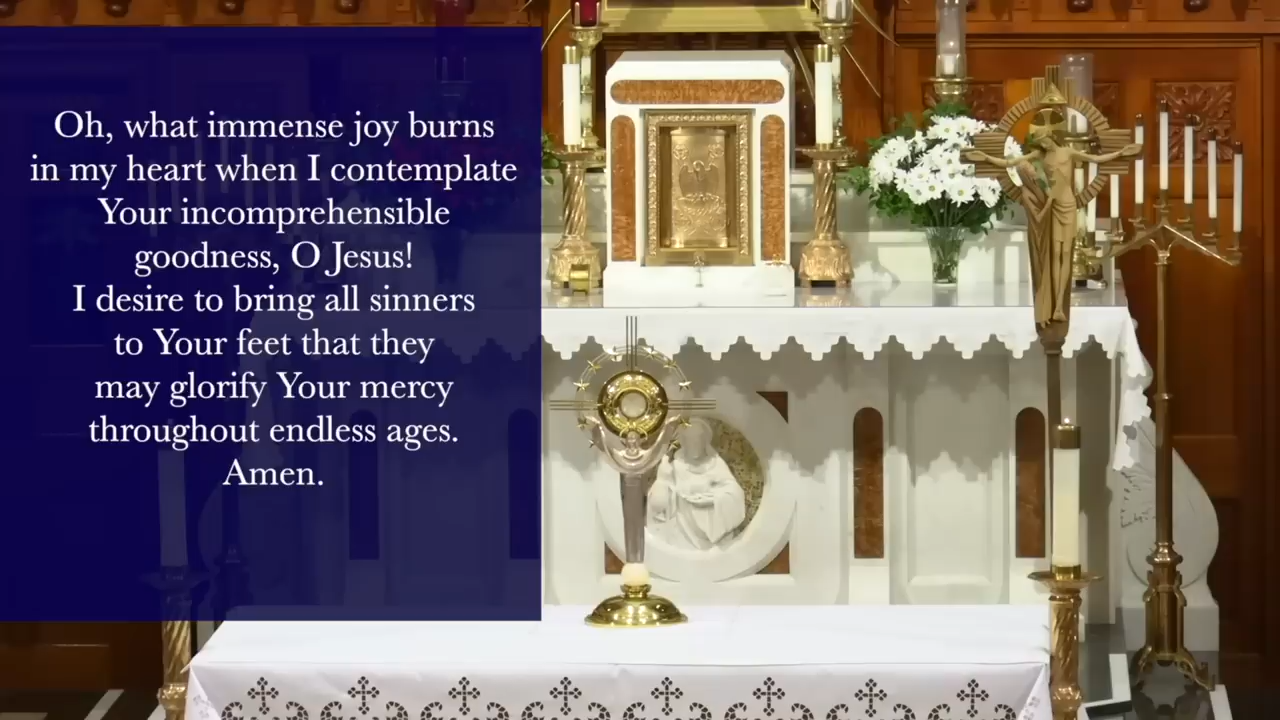 Oh, what immense joy burns
in my heart when I contemplate
Your incomprehensible
goodness, O Jesus!
I desire to bring all sinners
to Your feet that they
may glorify Your mercy
throughout endless ages.
Amen.